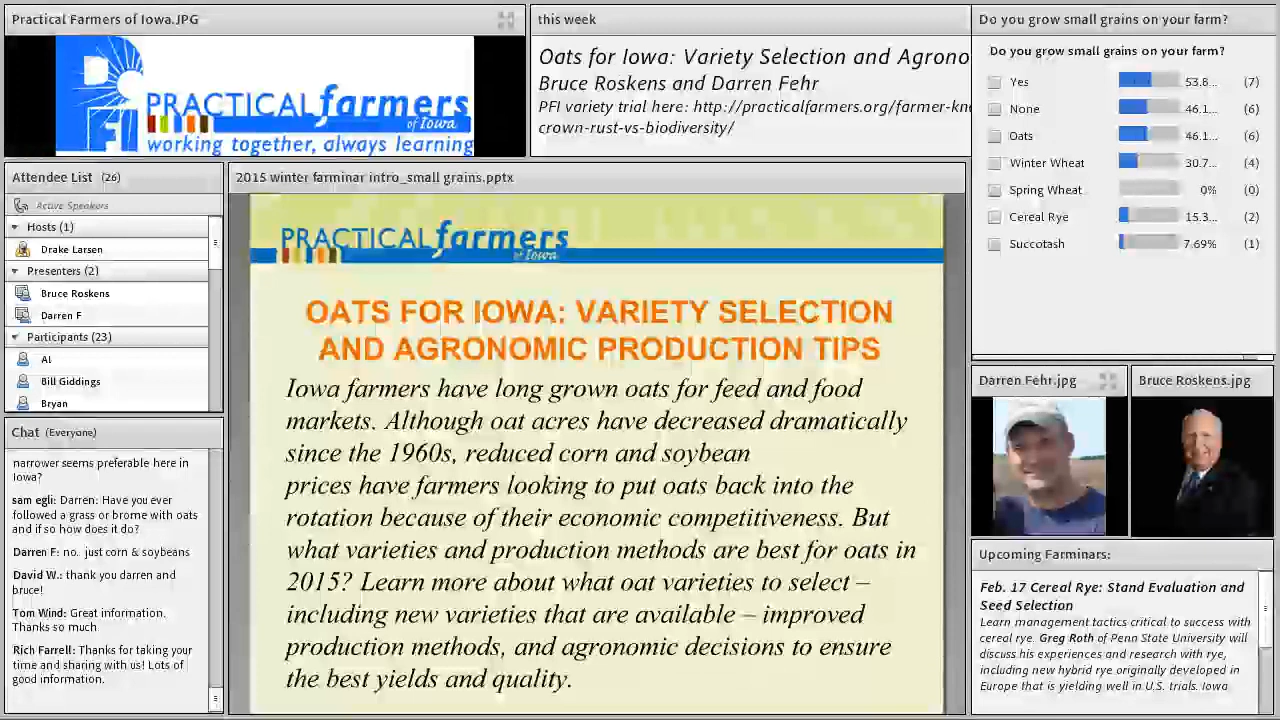 Practical Farmers of Iowa.JPG
PRACTICAL farmers
of Iowa
working together, always learning
this week
Oats for Iowa: Variety Selection and Agrono
Bruce Roskens and Darren Fehr
PFI variety trial here: http://practicalfarmers.org/farmer-kn
crown-rust-vs-biodiversity/
Do you grow small grains on your farm?
Do you grow small grains on your farm?
Yes 53.8... (7)
None 46.1... (6)
Oats 46.1... (6)
Winter Wheat 30.7... (4)
Spring Wheat 0% (0)
Cereal Rye 15.3... (2)
Succotash 7.69% (1)
Attendee List (26)
Active Speakers
Hosts (1)
Drake Larsen
Presenters (2)
Bruce Roskens
Darren F
Participants (23)
AL
Bill Giddings
Bryan
Chat (Everyone)
narrower seems preferable here in
Iowa?
sam egli: Darren: Have you ever
followed a grass or brome with oats
and if so how does it do?
Darren F: no.. just corn & soybeans
David W.: thank you darren and
bruce!
Tom Wind: Great information.
Thanks so much.
Rich Farrell: Thanks for taking your
time and sharing with us! Lots of
good information.
2015 winter farminar intro_small grains.pptx
PRACTICAL farmers
of Iowa
OATS FOR IOWA: VARIETY SELECTION
AND AGRONOMIC PRODUCTION TIPS
Iowa farmers have long grown oats for feed and food
markets. Although oat acres have decreased dramatically
since the 1960s, reduced corn and soybean
prices have farmers looking to put oats back into the
rotation because of their economic competitiveness. But
what varieties and production methods are best for oats in
2015? Learn more about what oat varieties to select –
including new varieties that are available – improved
production methods, and agronomic decisions to ensure
the best yields and quality.
Darren Fehr.jpg
Bruce Roskens.jpg
Upcoming Farminars:
Feb. 17 Cereal Rye: Stand Evaluation and
Seed Selection
Learn management tactics critical to success with
cereal rye. Greg Roth of Penn State University will
discuss his experiences and research with rye,
including new hybrid rye originally developed in
Europe that is yielding well in U.S. trials. Iowa